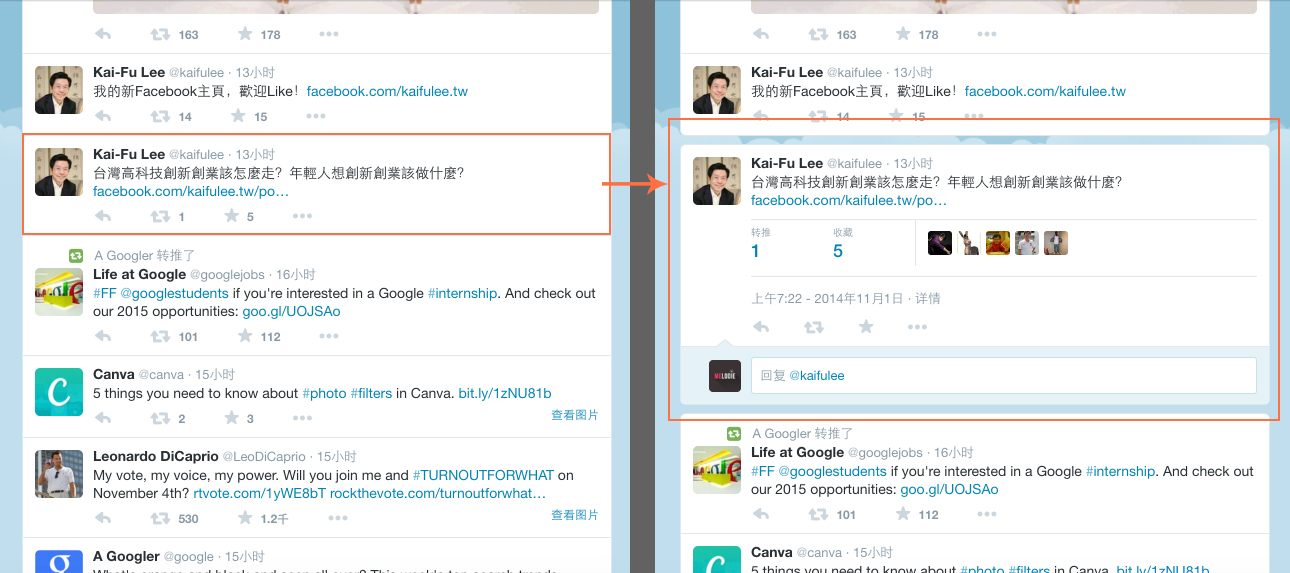 163 178
Kai-Fu Lee @kaifulee · 13小时
我的新Facebook主頁，歡迎Like！ facebook.com/kaifulee.tw
14 15
Kai-Fu Lee @kaifulee · 13小时
台灣高科技創新創業該怎麼走？年輕人想創新創業該做什麼？
facebook.com/kaifulee.tw/po…
1 5
A Googler 转推了
Life at Google @googlejobs · 16小时
#FF @googlestudents if you're interested in a Google #internship. And check out
our 2015 opportunities: goo.gl/UOJSAo
101 112
Canva @canva · 15小时
5 things you need to know about #photo #filters in Canva. bit.ly/1zNU81b
2 3 查看图片
Leonardo DiCaprio @LeoDiCaprio · 15小时
My vote, my voice, my power. Will you join me and #TURNOUTFORWHAT on
November 4th? rtvote.com/1yWE8bT rockthevote.com/turnoutforwhat…
530 1.2千 查看图片
A Googler @google · 15小时
163 178
Kai-Fu Lee @kaifulee · 13小时
我的新Facebook主頁，歡迎Like！ facebook.com/kaifulee.tw
14 15
Kai-Fu Lee @kaifulee · 13小时
台灣高科技創新創業該怎麼走？年輕人想創新創業該做什麼？
facebook.com/kaifulee.tw/po…
转推 收藏
1 5
上午7:22 - 2014年11月1日 · 详情
MELODIE
回复 @kaifulee
A Googler 转推了
Life at Google @googlejobs · 16小时
#FF @googlestudents if you're interested in a Google #internship. And check out
our 2015 opportunities: goo.gl/UOJSAo
101 112
Canva @canva · 15小时
5 things you need to know about #photo #filters in Canva. bit.ly/1zNU81b